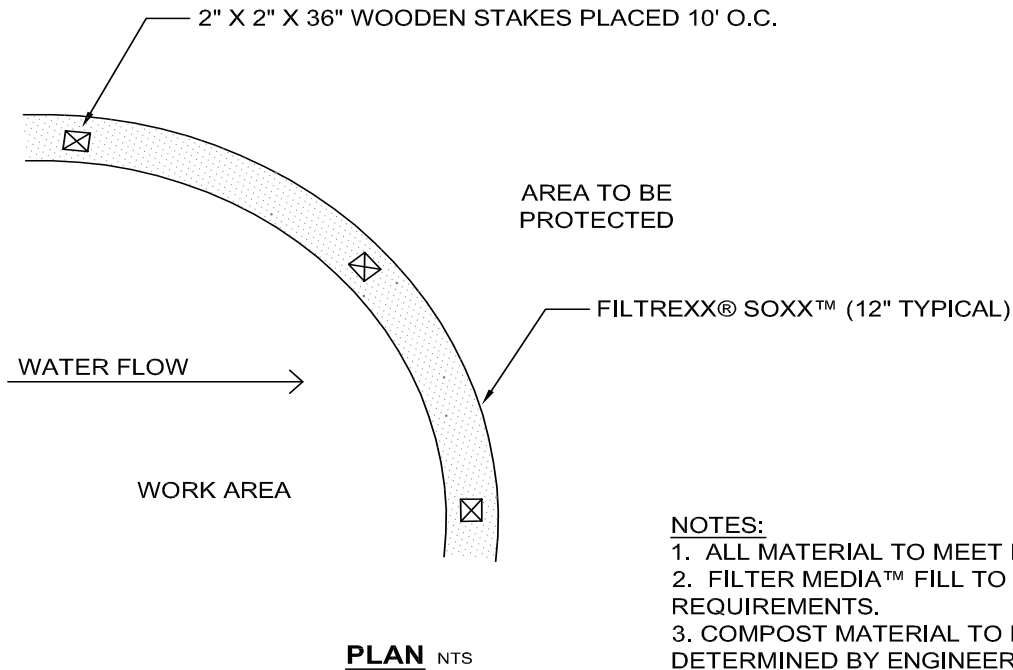 2" X 2" X 36" WOODEN STAKES PLACED 10' O.C.
AREA TO BE
PROTECTED
FILTREXX® SOXX™ (12" TYPICAL)
WATER FLOW
WORK AREA
NOTES:
1. ALL MATERIAL TO MEET
2. FILTER MEDIA™ FILL TO
REQUIREMENTS.
3. COMPOST MATERIAL TO
DETERMINED BY ENGINEER
PLAN NTS